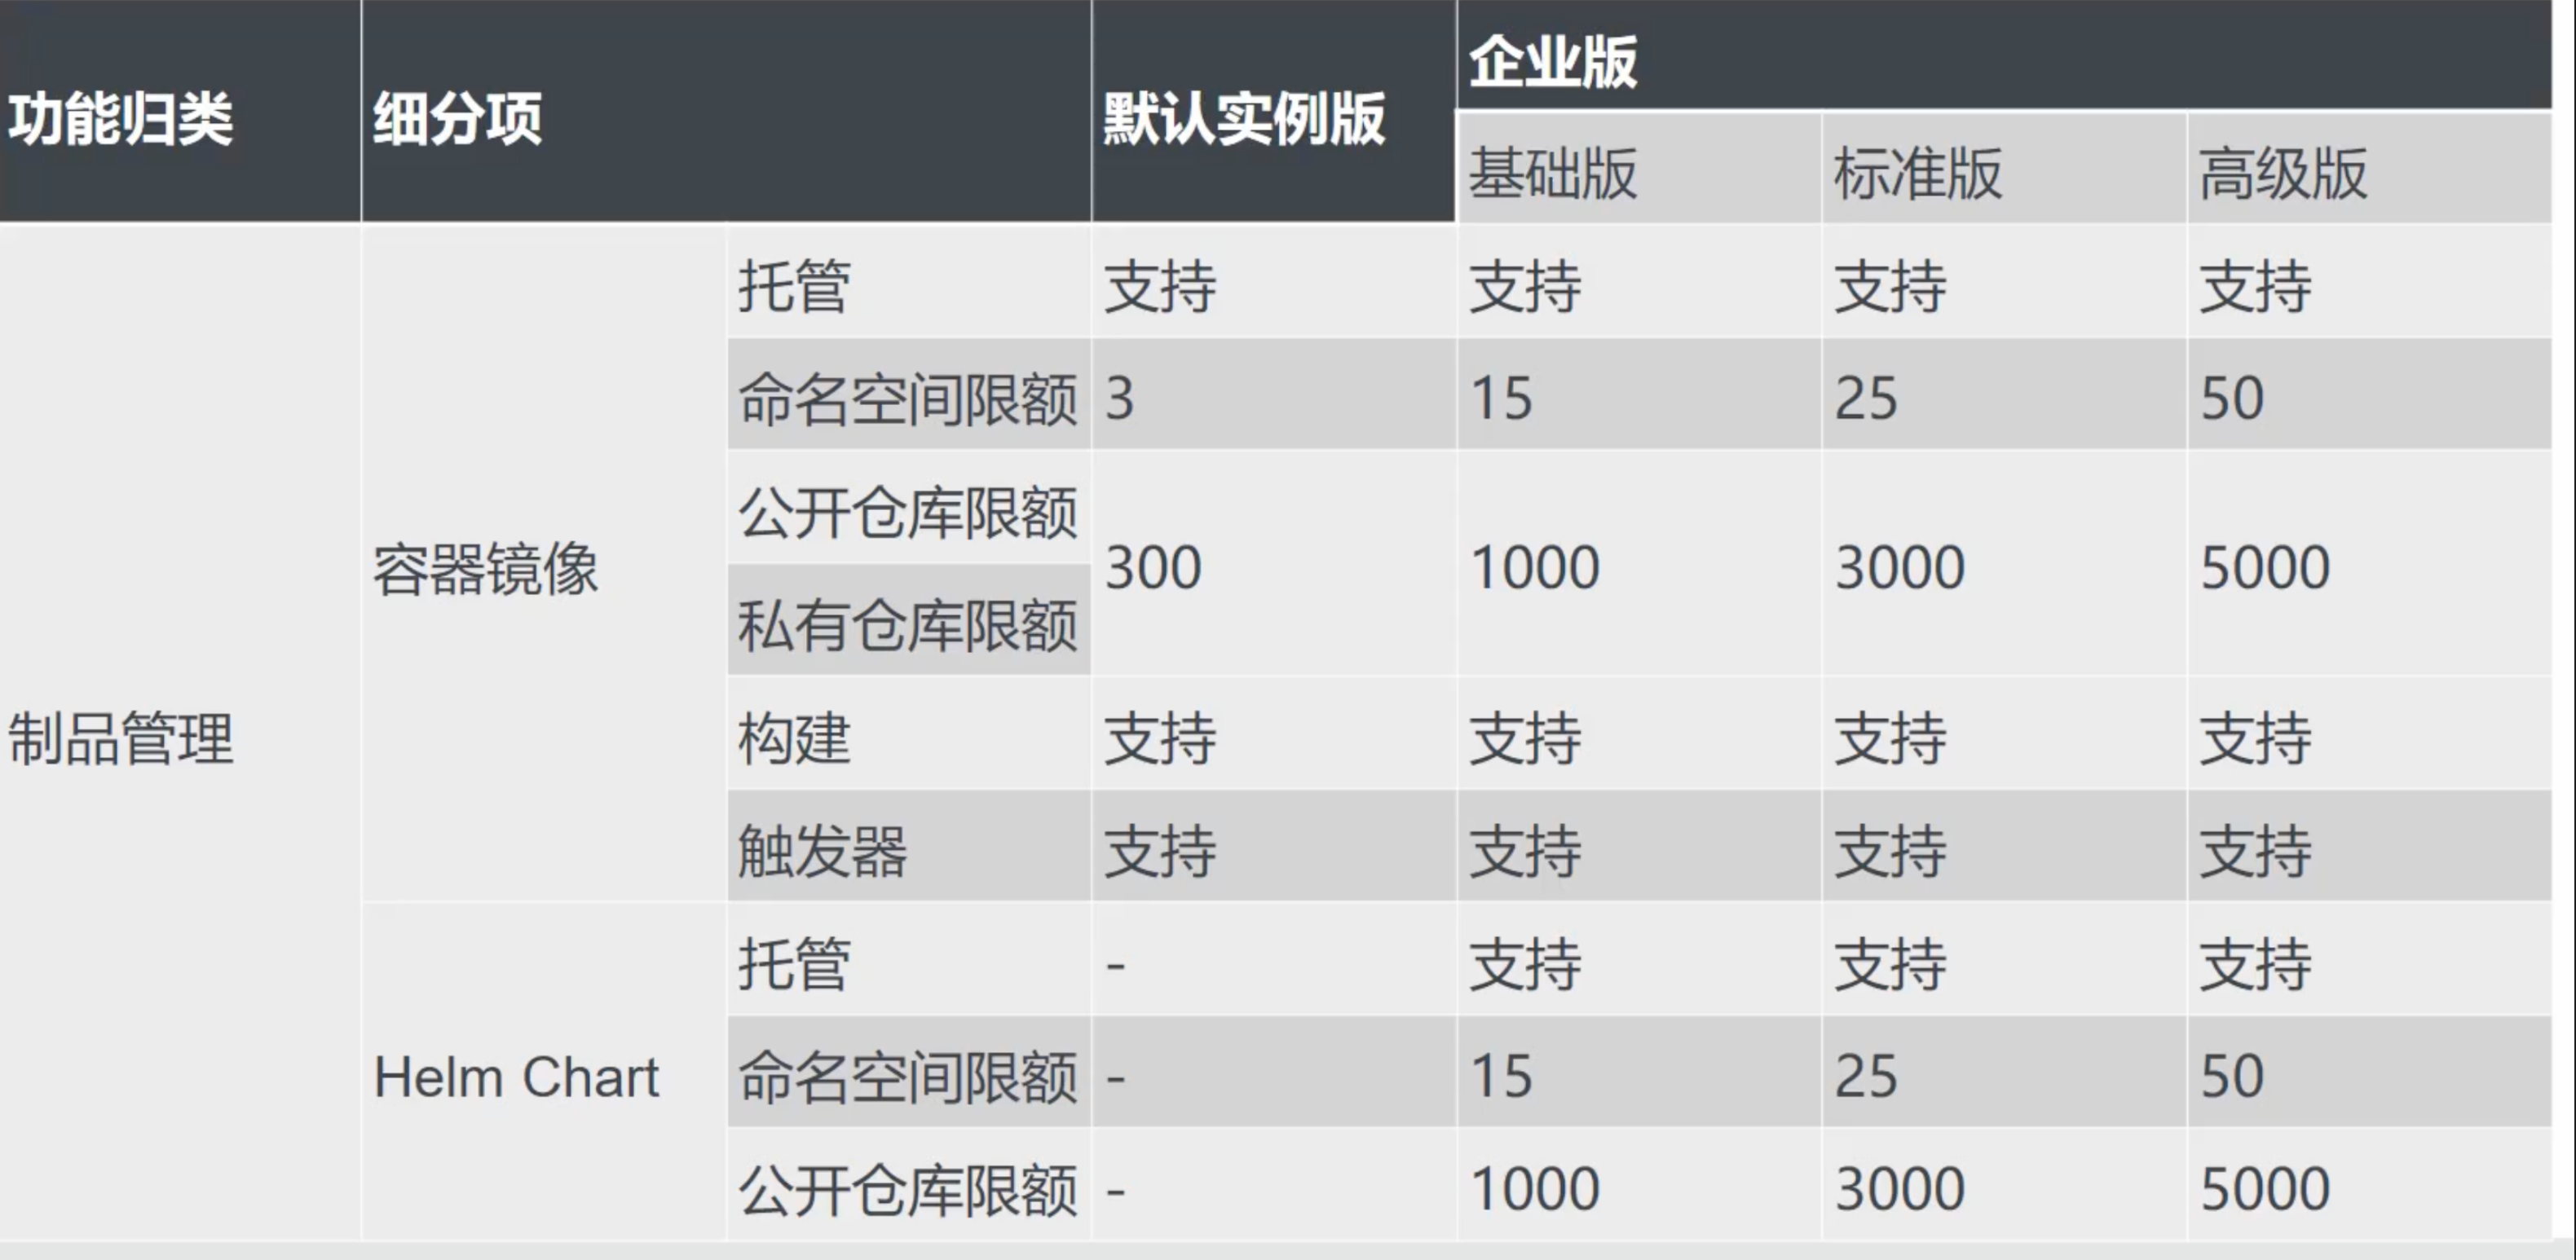 功能归类 细分项 默认实例版 企业版
基础版 标准版 高级版
制品管理 容器镜像 托管 支持 支持 支持 支持
命名空间限额 3 15 25 50
公开仓库限额 300 1000 3000 5000
私有仓库限额
构建 支持 支持 支持 支持
触发器 支持 支持 支持 支持
Helm Chart 托管 - 支持 支持 支持
命名空间限额 - 15 25 50
公开仓库限额 - 1000 3000 5000